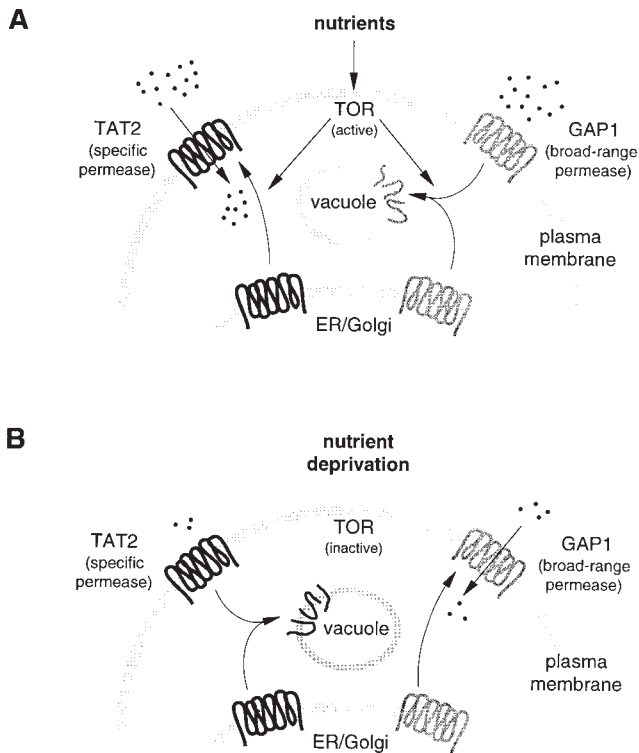 A
nutrients
TOR
(active)
TAT2
(specific
permease)
GAP1
(broad-range
permease)
vacuole
plasma
membrane
ER/Golgi
B
nutrient
deprivation
TOR
(inactive)
TAT2
(specific
permease)
GAP1
(broad-range
permease)
vacuole
plasma
membrane
ER/Golgi